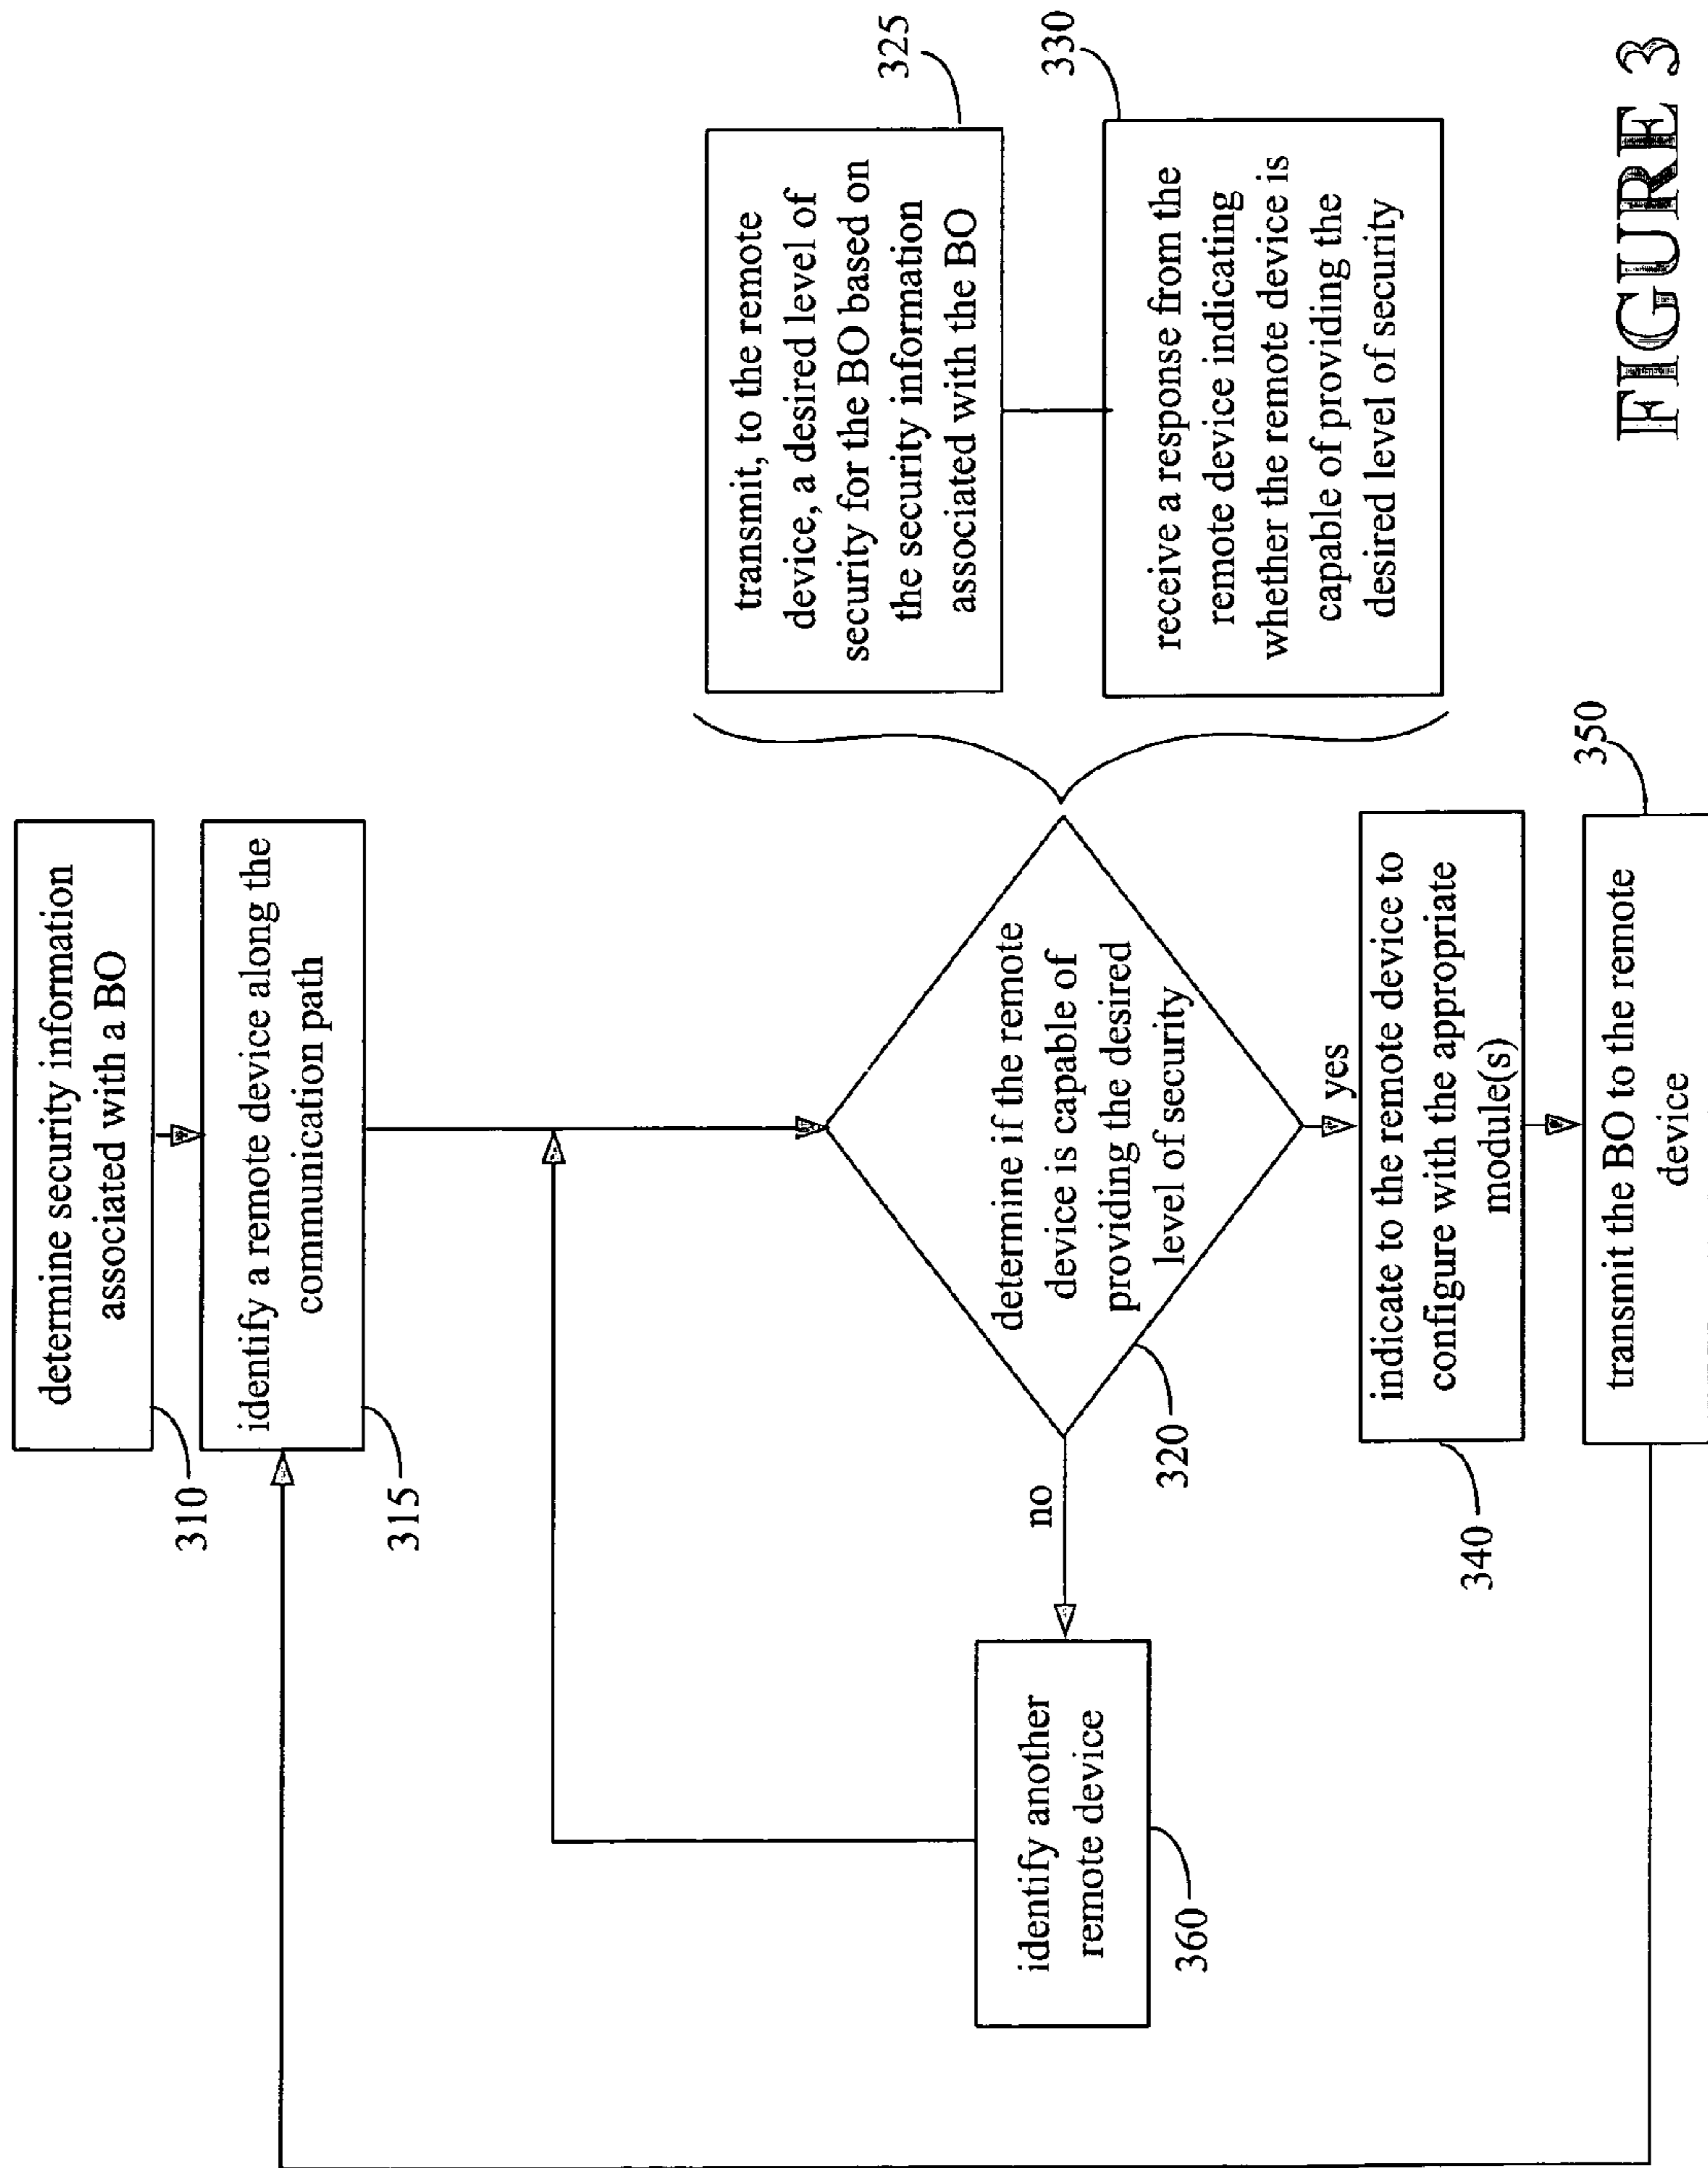 determine security information
associated with a BO
310
identify a remote device along the
communication path
315
determine if the remote
device is capable of
providing the desired
level of security
320
transmit, to the remote
device, a desired level of
security for the BO based on
the security information
associated with the BO
325
receive a response from the
remote device indicating
whether the remote device is
capable of providing the
desired level of security
330
no
identify another
remote device
360
yes
indicate to the remote device to
configure with the appropriate
module(s)
340
transmit the BO to the remote
device
350
FIGURE 3